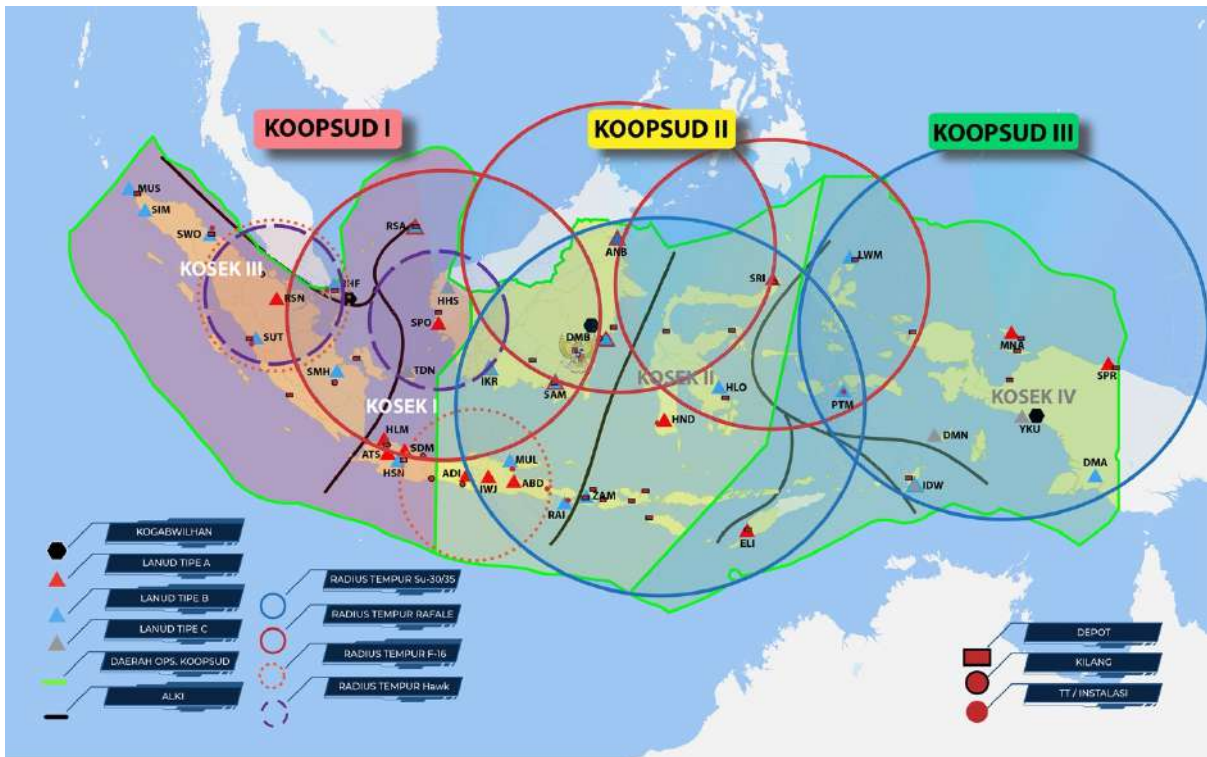 KOOPSUD I
KOOPSUD II
KOOPSUD III
MUS
SIM
SWO
RSA
KOSEK III
RSN
SUT
SMH
HHS
SPO
TDN
IKR
KOSEK I
HLM
ATS
SDM
HSN
ADI
IWJ
MUL
ABD
RAI
ZAM
ANB
DMB
SAM
KOSEK II
HLO
HND
SRI
ELI
LWM
PTM
DMN
IDW
MNA
SPR
KOSEK IV
YKU
DMA
KOGABWILHAN
LANUD TIPE A
LANUD TIPE B
LANUD TIPE C
DAERAH OPS. KOOPSUD
ALKI
RADIUS TEMPUR Su-30/35
RADIUS TEMPUR RAFALE
RADIUS TEMPUR F-16
RADIUS TEMPUR Hawk
DEPOT
KILANG
TT / INSTALASI